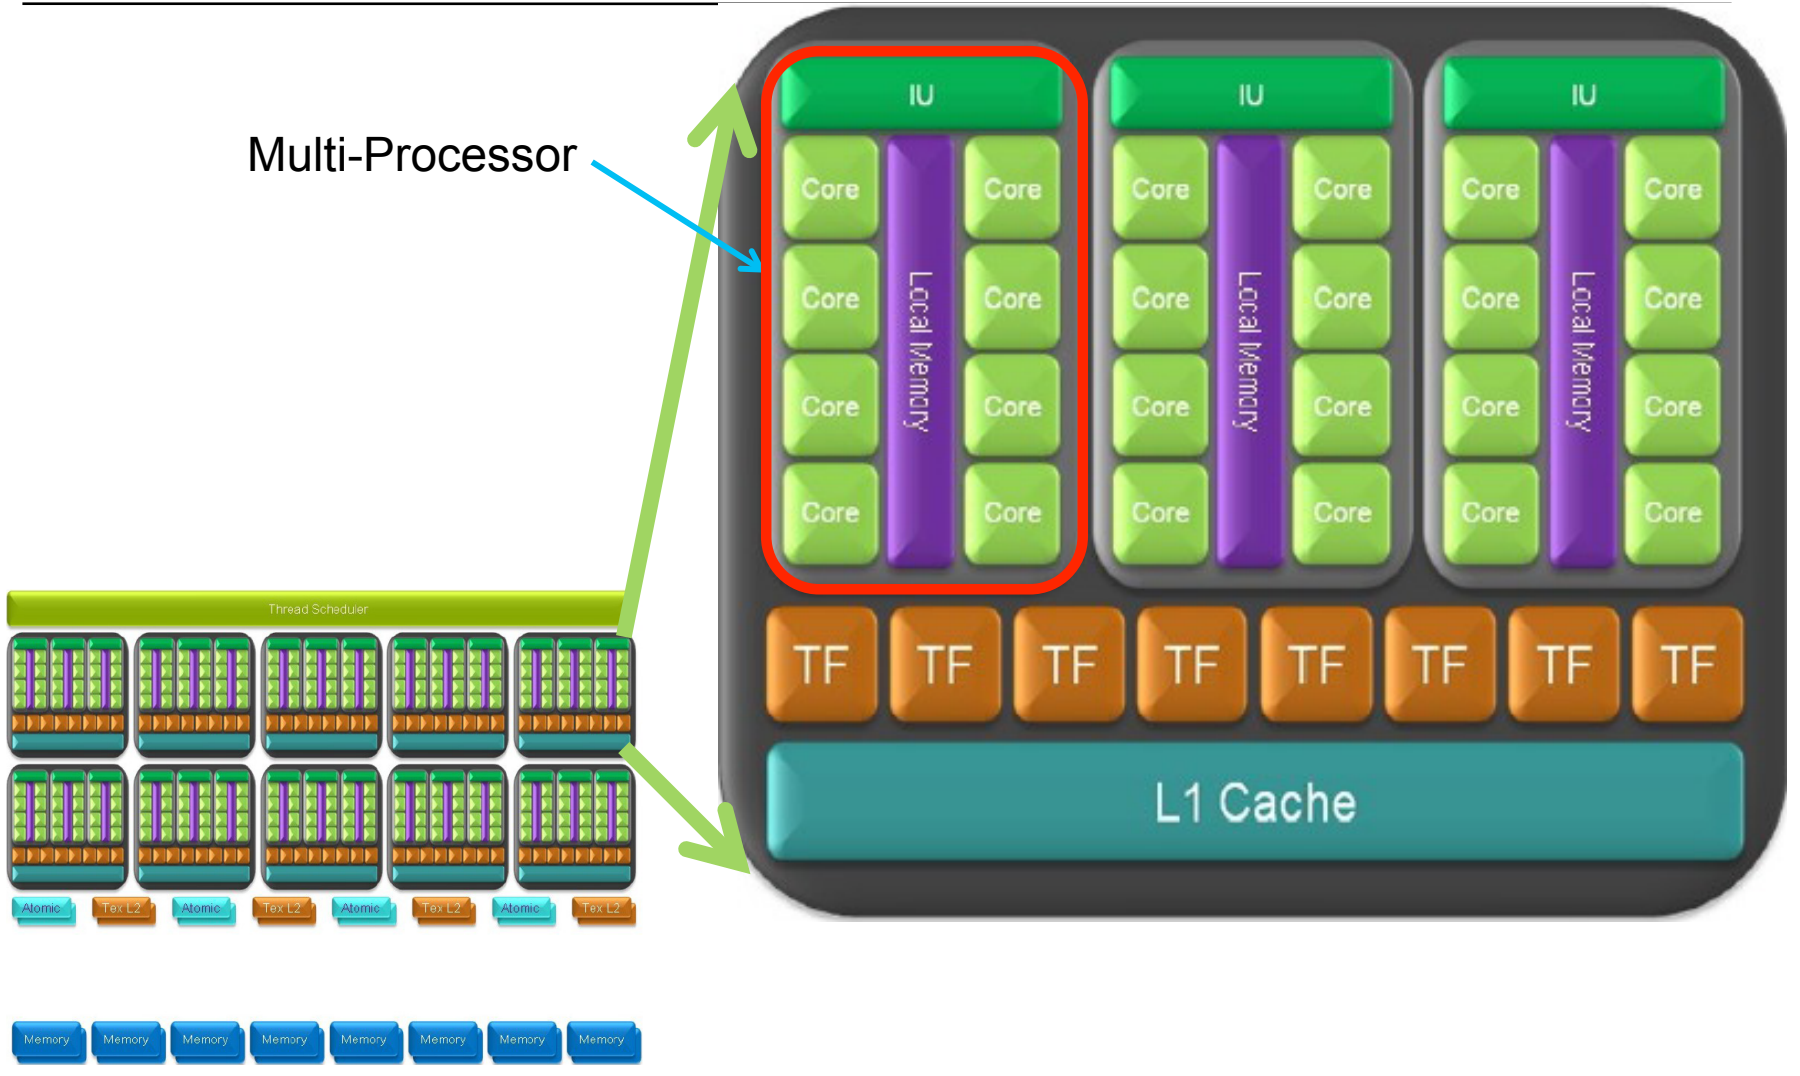 Multi-Processor
IU IU IU
Core Core Core Core Core Core
Core Core Core Core Core Core
Local Memory Local Memory Local Memory
Core Core Core Core Core Core
Core Core Core Core Core Core
TF TF TF TF TF TF TF TF
L1 Cache
Thread Scheduler
Atomic Tex L2 Atomic Tex L2 Atomic Tex L2 Atomic Tex L2
Memory Memory Memory Memory Memory Memory Memory Memory